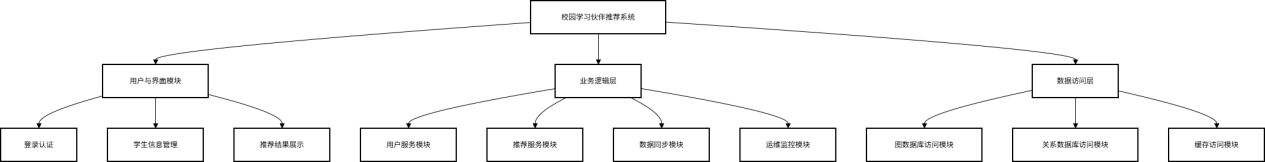 校园学习伙伴推荐系统
用户与界面模块
业务逻辑层
数据访问层
登录认证
学生信息管理
推荐结果展示
用户服务模块
推荐服务模块
数据同步模块
运维监控模块
图数据库访问模块
关系数据库访问模块
缓存访问模块